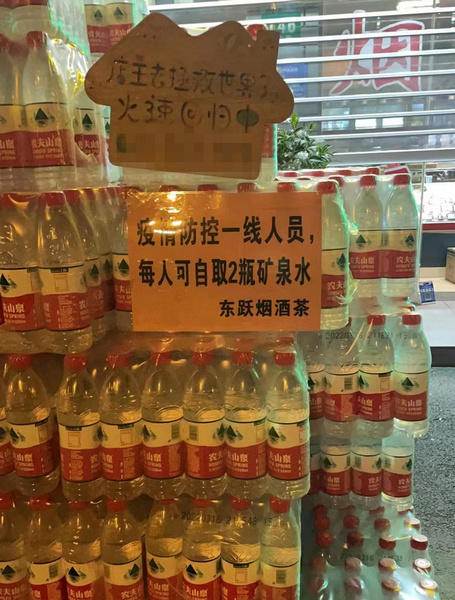 烟
店主去拯救世界了
火速回归中
疫情防控一线人员，
每人可自取2瓶矿泉水
东跃烟酒茶
农夫山泉